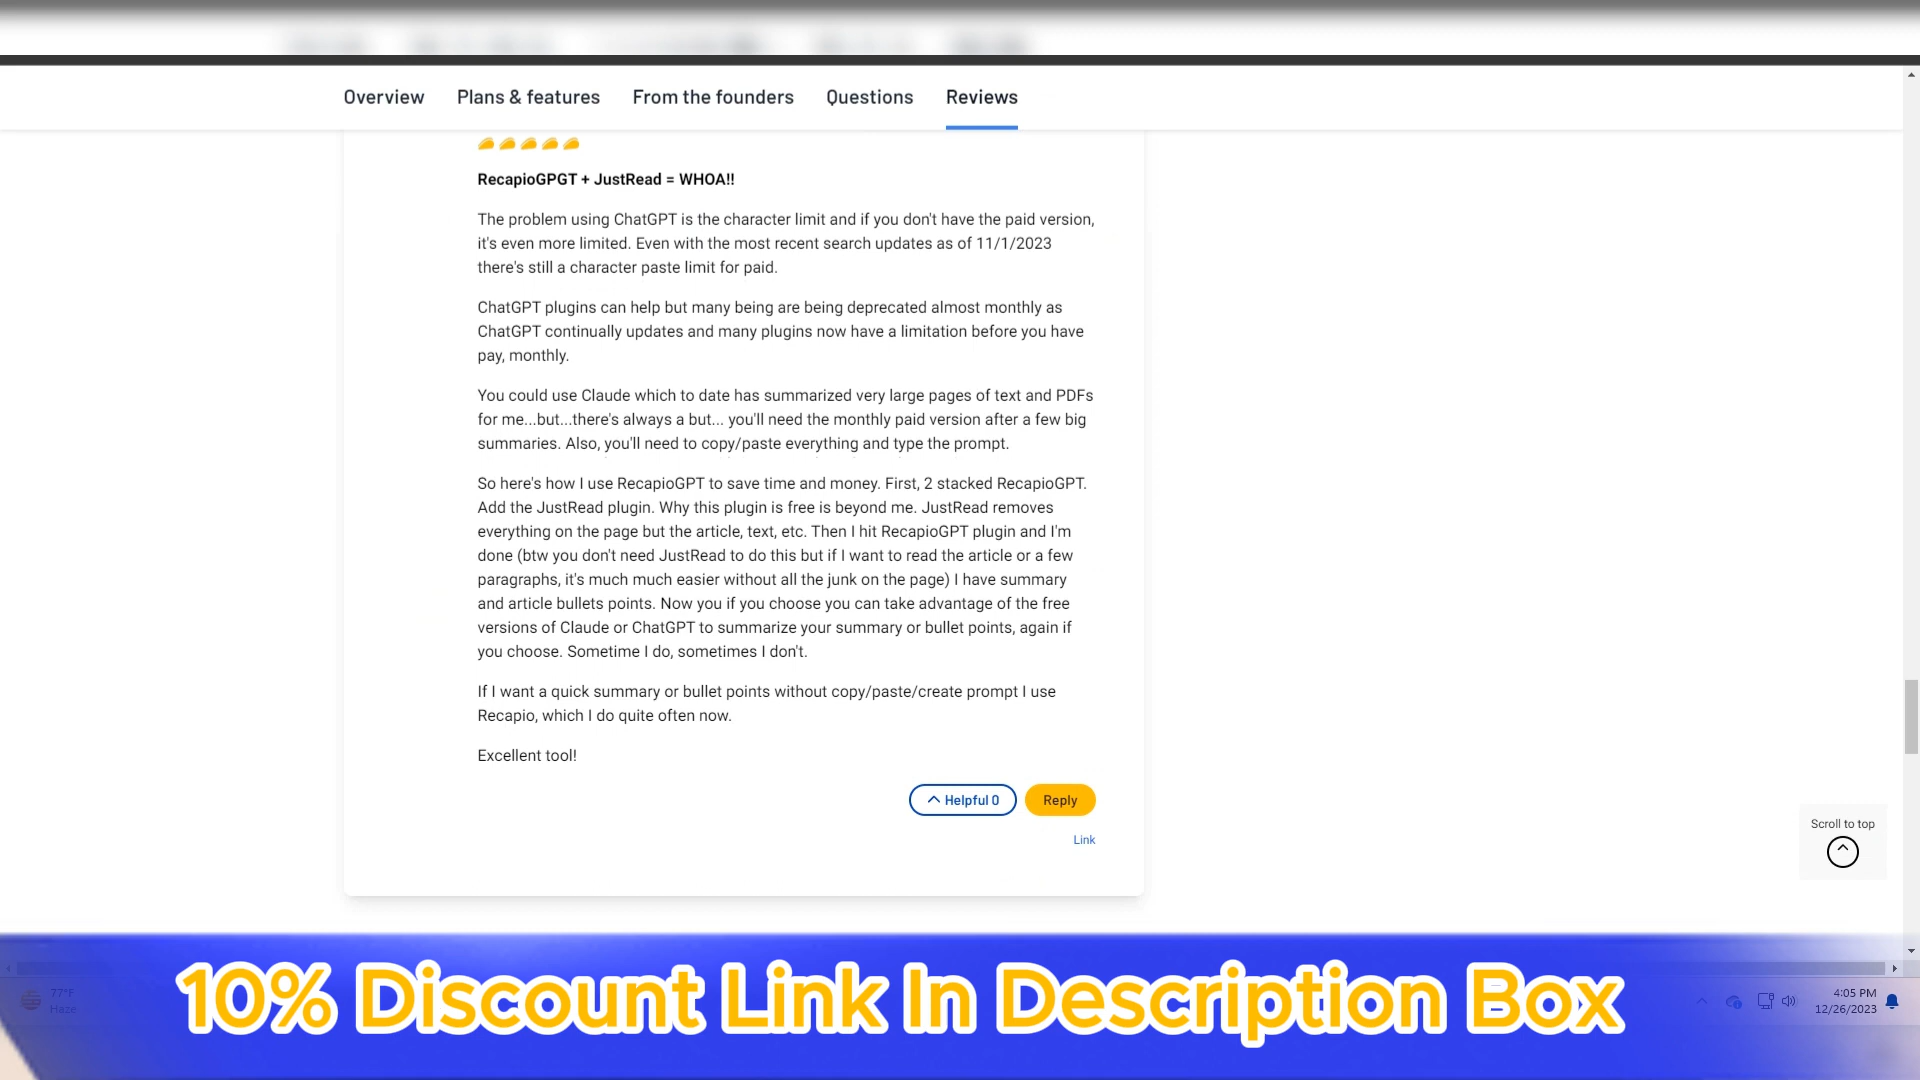 Overview Plans & features From the founders Questions Reviews
RecapioGPGT + JustRead = WHOA!!
The problem using ChatGPT is the character limit and if you don't have the paid version,
it's even more limited. Even with the most recent search updates as of 11/1/2023
there's still a character paste limit for paid.
ChatGPT plugins can help but many being are being deprecated almost monthly as
ChatGPT continually updates and many plugins now have a limitation before you have
pay, monthly.
You could use Claude which to date has summarized very large pages of text and PDFs
for me...but...there's always a but... you'll need the monthly paid version after a few big
summaries. Also, you'll need to copy/paste everything and type the prompt.
So here's how I use RecapioGPT to save time and money. First, 2 stacked RecapioGPT.
Add the JustRead plugin. Why this plugin is free is beyond me. JustRead removes
everything on the page but the article, text, etc. Then I hit RecapioGPT plugin and I'm
done (btw you don't need JustRead to do this but if I want to read the article or a few
paragraphs, it's much much easier without all the junk on the page) I have summary
and article bullets points. Now you if you choose you can take advantage of the free
versions of Claude or ChatGPT to summarize your summary or bullet points, again if
you choose. Sometime I do, sometimes I don't.
If I want a quick summary or bullet points without copy/paste/create prompt I use
Recapio, which I do quite often now.
Excellent tool!
Helpful 0 Reply
Link
Scroll to top
10% Discount Link In Description Box
77°F
Haze
4:05 PM
12/26/2023